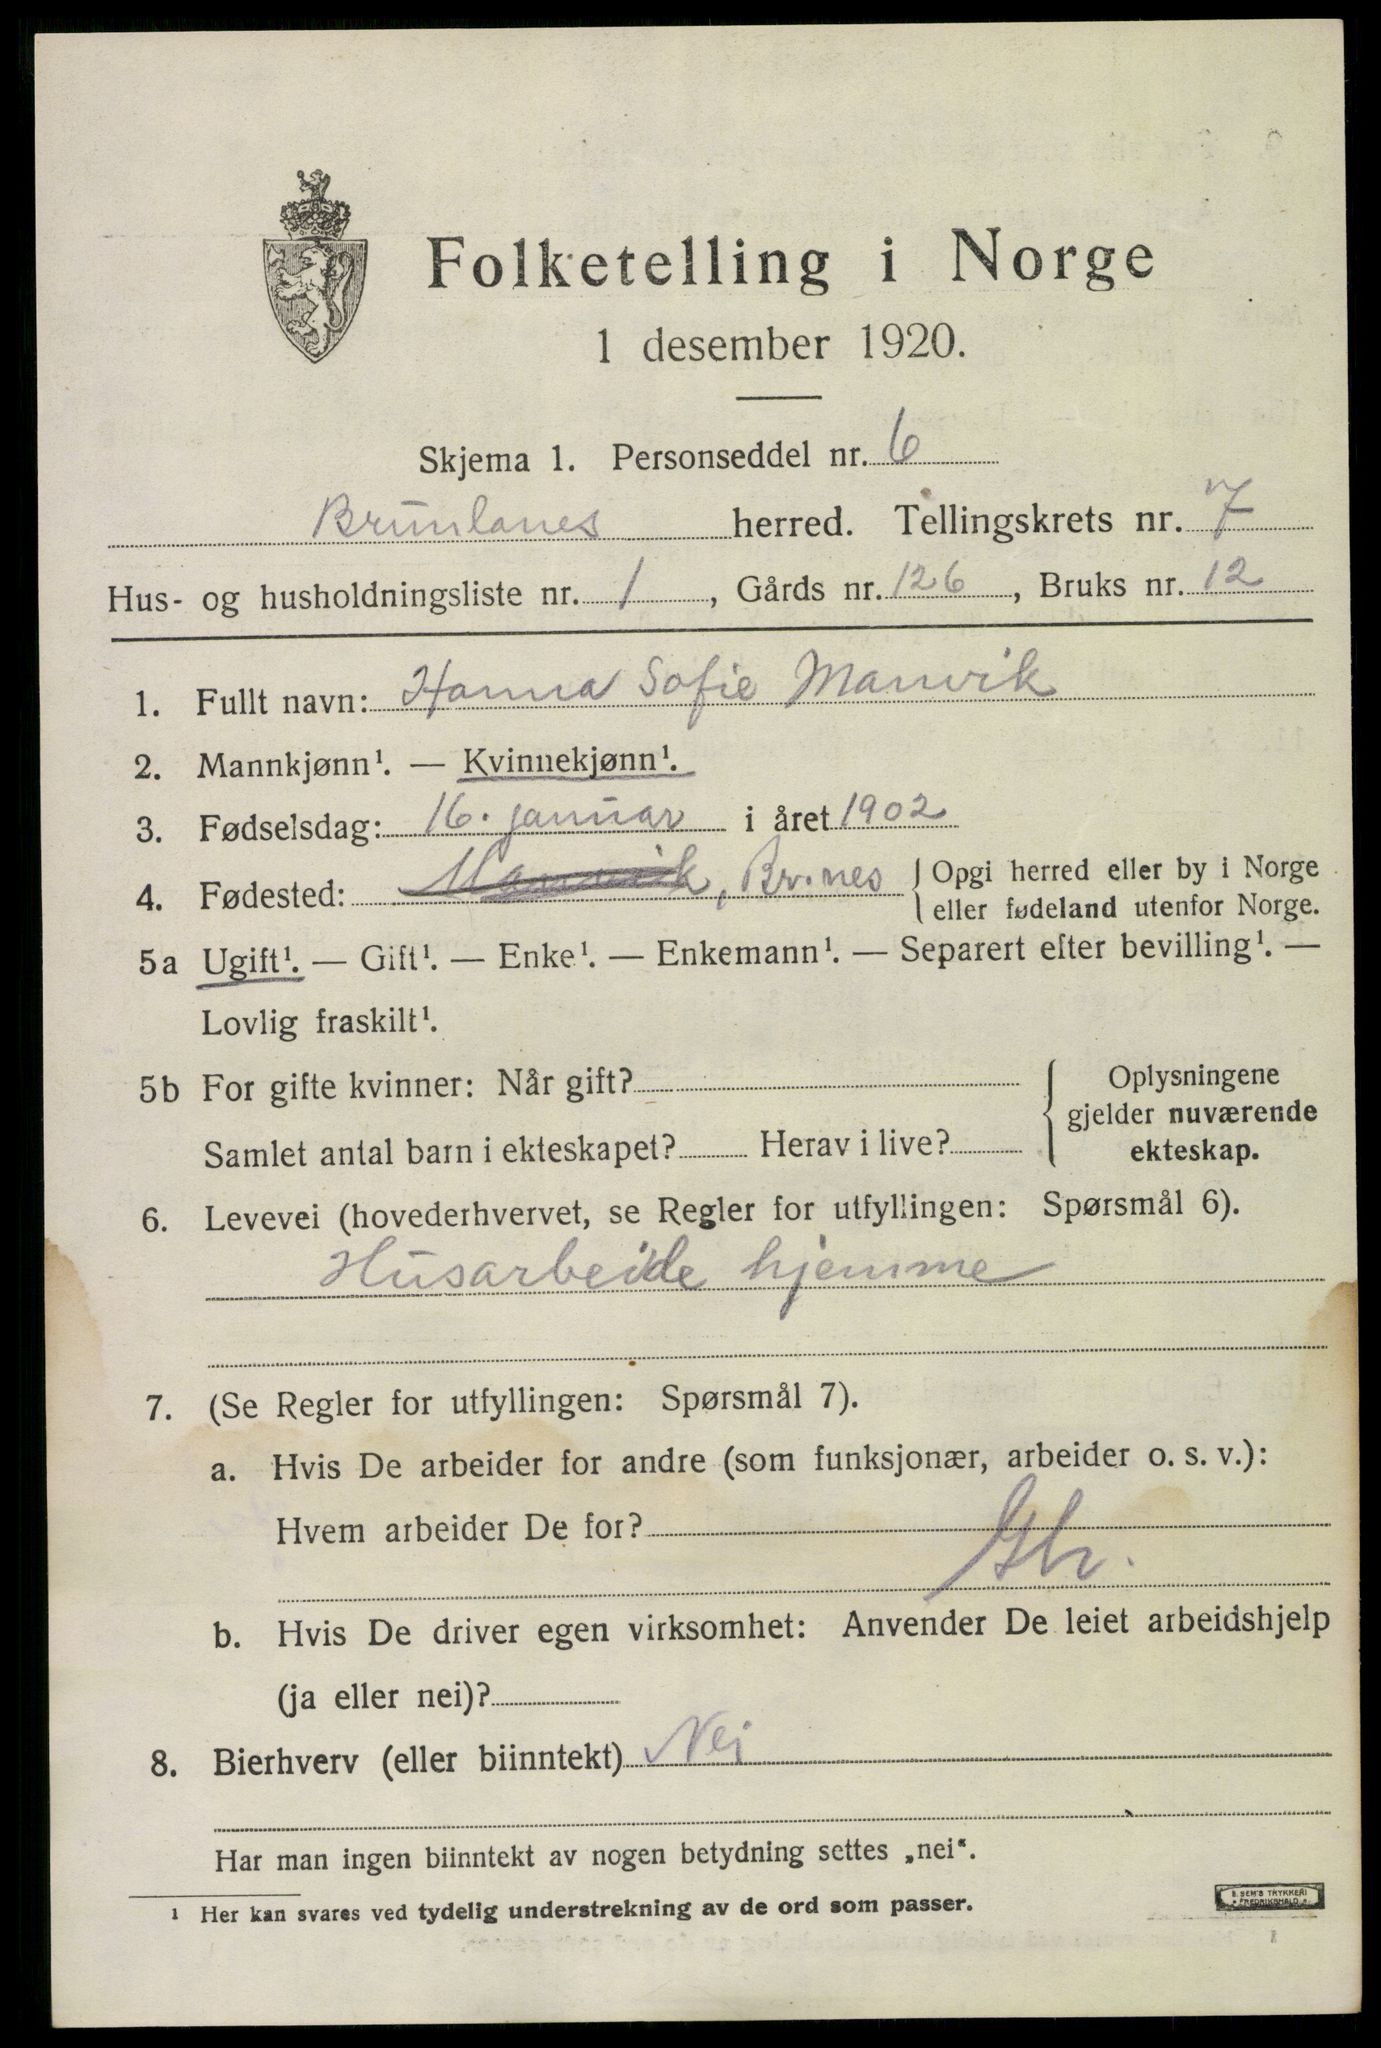 Folketelling i Norge
1 desember 1920.
Skjema 1. Personseddel nr. 6
Brunlanes herred. Tellingskrets nr. 7
Hus- og husholdningsliste nr. 1, Gårds nr. 126, Bruks nr. 12
1. Fullt navn: Hanna Sofie Manvik
2. Mannkjønn¹. — Kvinnekjønn¹.
3. Fødselsdag: 16. januar i året 1902
4. Fødested: Manvik, Br.nes { Opgi herred eller by i Norge
eller fødeland utenfor Norge.
5a Ugift¹. — Gift¹. — Enke¹. — Enkemann¹. — Separert efter bevilling¹. —
Lovlig fraskilt¹.
5b For gifte kvinner: Når gift? { Oplysningene
gjelder nuværende
Samlet antal barn i ekteskapet? Herav i live? ekteskap.
6. Levevei (hovederhvervet, se Regler for utfyllingen: Spørsmål 6).
Husarbeide hjemme
7. (Se Regler for utfyllingen: Spørsmål 7).
a. Hvis De arbeider for andre (som funksjonær, arbeider o. s. v.):
Hvem arbeider De for?
b. Hvis De driver egen virksomhet: Anvender De leiet arbeidshjelp
(ja eller nei)?
8. Bierhverv (eller biinntekt) Nei
Har man ingen biinntekt av nogen betydning settes „nei“.
¹ Her kan svares ved tydelig understrekning av de ord som passer.
E. SEM'S TRYKKERI
FREDRIKSHALD